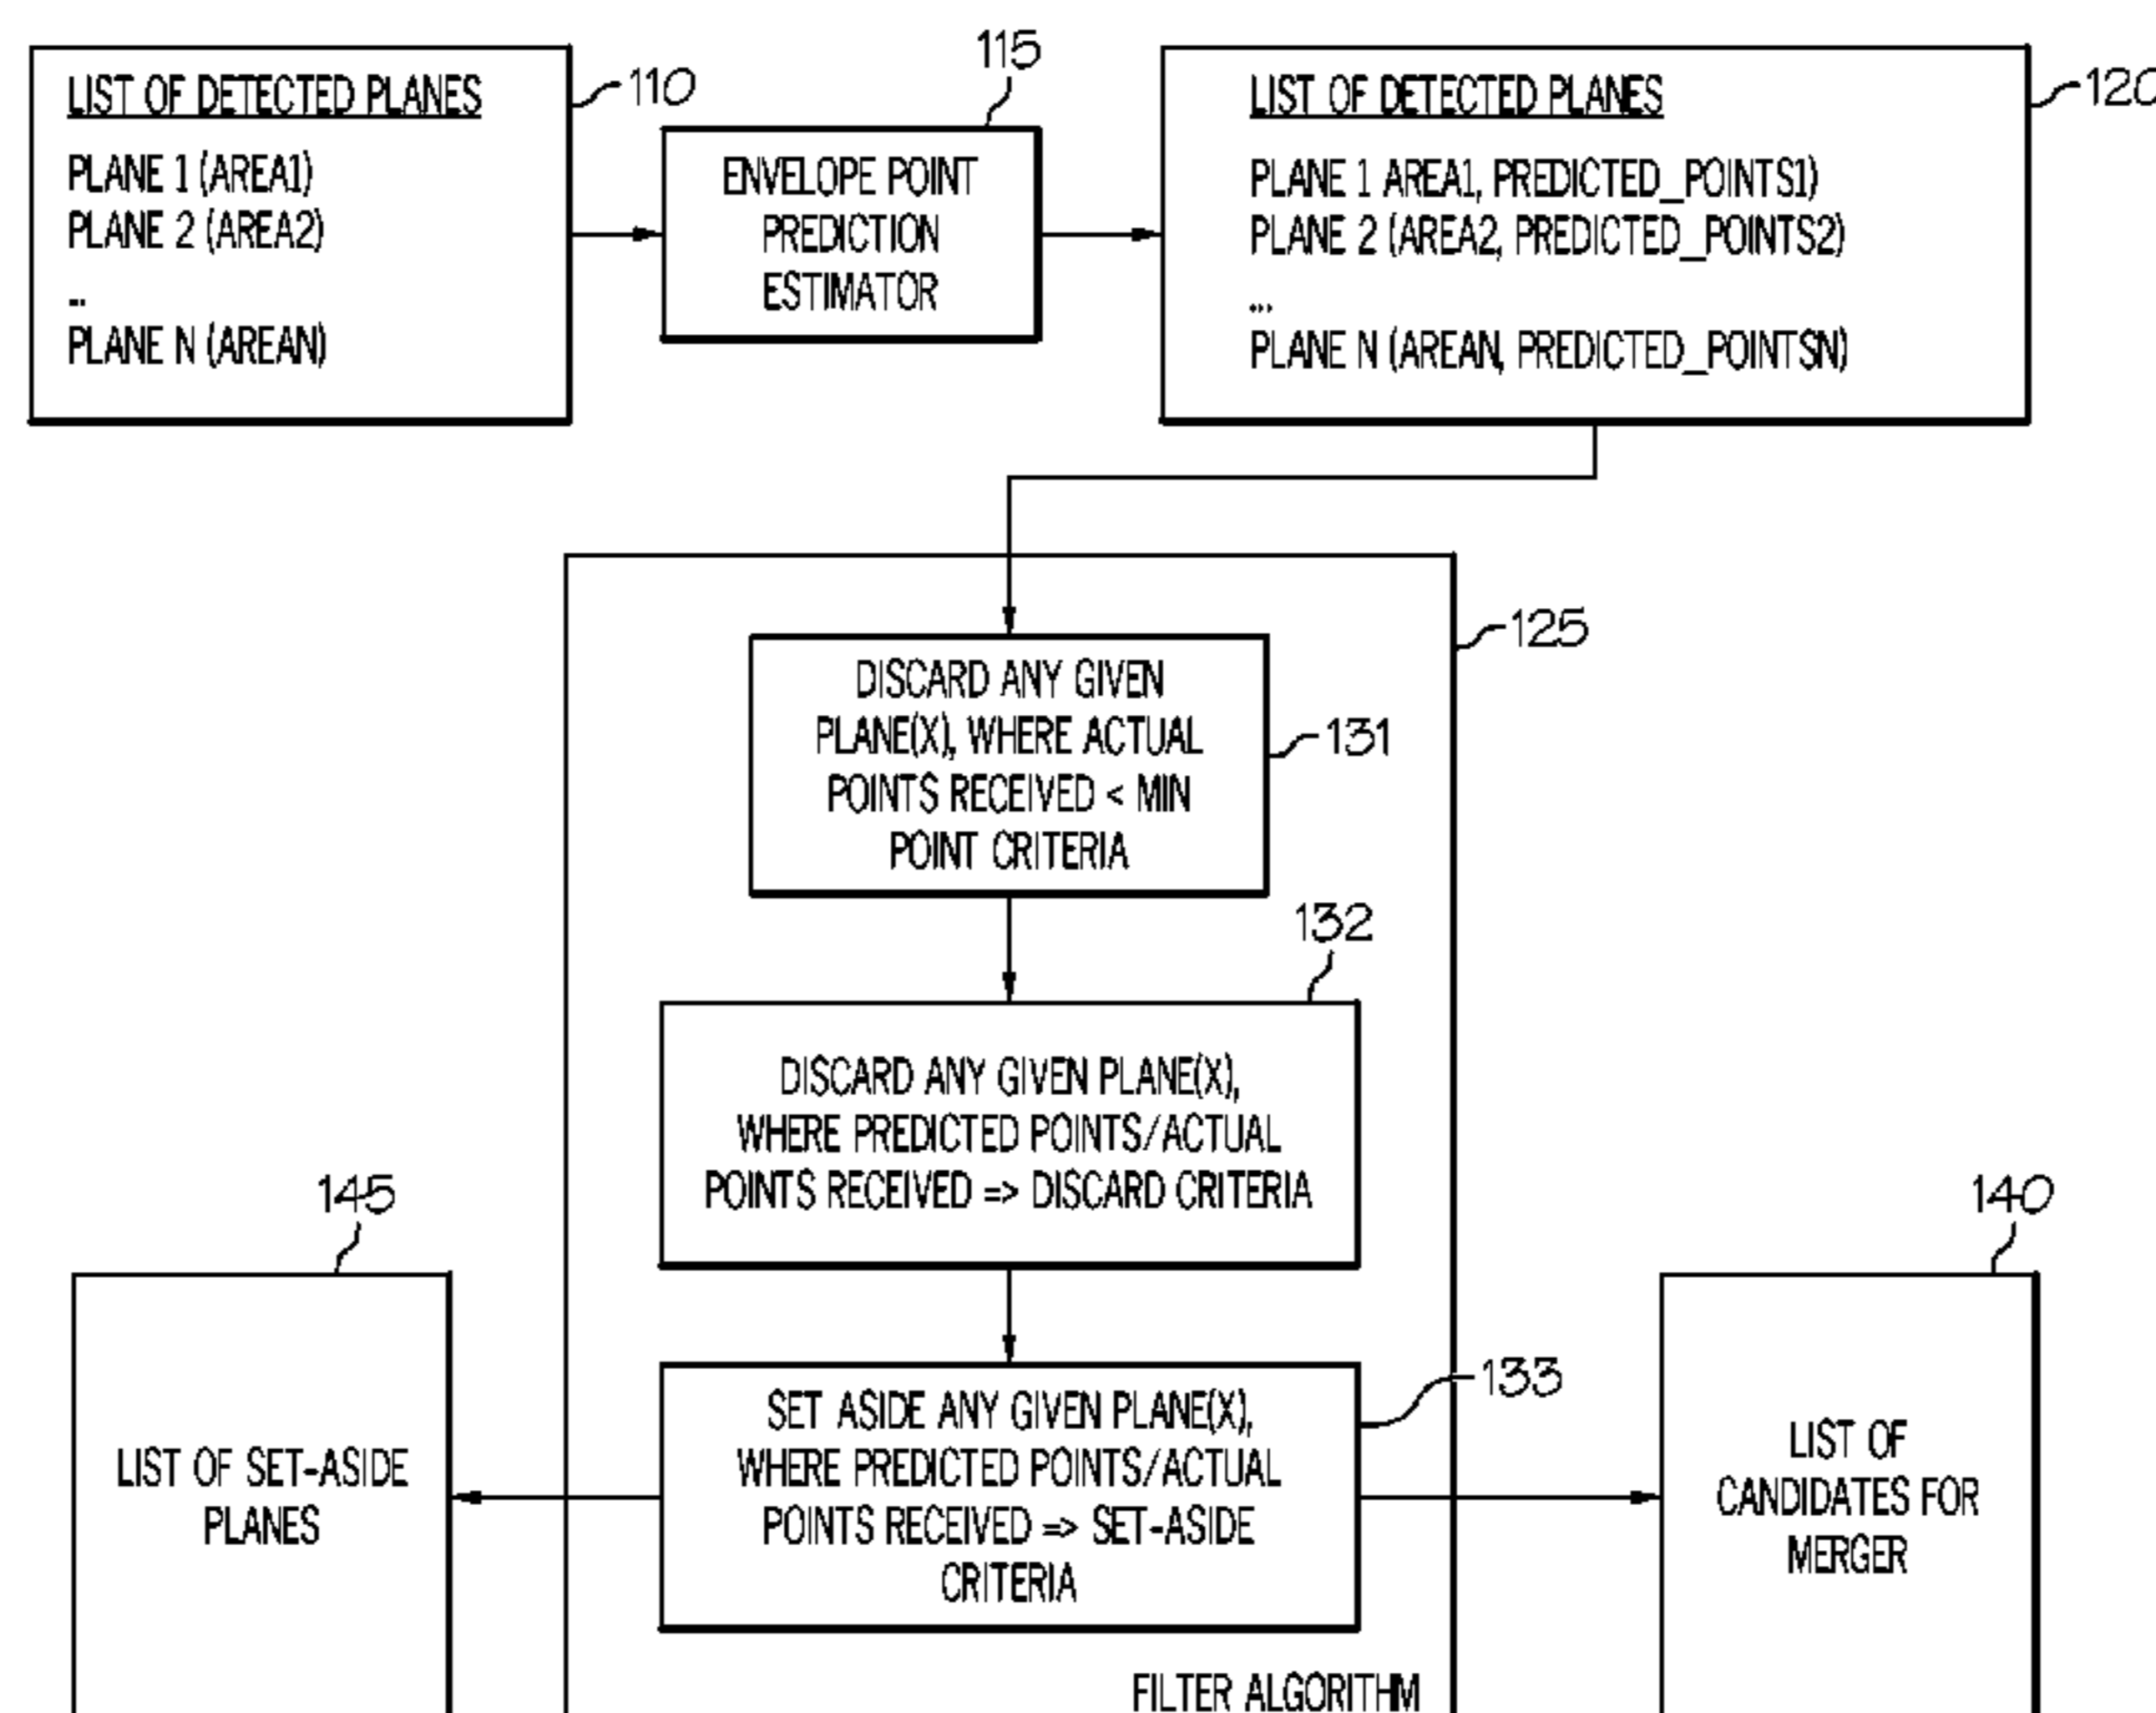 LIST OF DETECTED PLANES
PLANE 1 (AREA1)
PLANE 2 (AREA2)
...
PLANE N (AREAN)
110
115
ENVELOPE POINT
PREDICTION
ESTIMATOR
LIST OF DETECTED PLANES
PLANE 1 AREA1, PREDICTED_POINTS1)
PLANE 2 (AREA2, PREDICTED_POINTS2)
...
PLANE N (AREAN, PREDICTED_POINTSN)
120
125
DISCARD ANY GIVEN
PLANE(X), WHERE ACTUAL
POINTS RECEIVED < MIN
POINT CRITERIA
131
132
DISCARD ANY GIVEN PLANE(X),
WHERE PREDICTED POINTS/ACTUAL
POINTS RECEIVED => DISCARD CRITERIA
145
LIST OF SET-ASIDE
PLANES
133
SET ASIDE ANY GIVEN PLANE(X),
WHERE PREDICTED POINTS/ACTUAL
POINTS RECEIVED => SET-ASIDE
CRITERIA
140
LIST OF
CANDIDATES FOR
MERGER
FILTER ALGORITHM